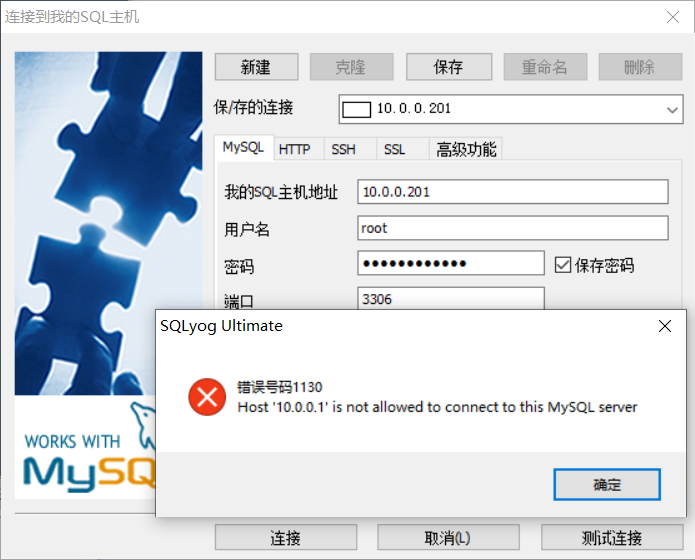 连接到我的SQL主机
新建
克隆
保存
重命名
删除
保/存的连接
10.0.0.201
MySQL
HTTP
SSH
SSL
高级功能
我的SQL主机地址
10.0.0.201
用户名
root
密码
●●●●●●●●●●●●
保存密码
端口
3306
SQLyog Ultimate
错误号码1130
Host '10.0.0.1' is not allowed to connect to this MySQL server
确定
WORKS WITH
MySQ
连接
取消(L)
测试连接